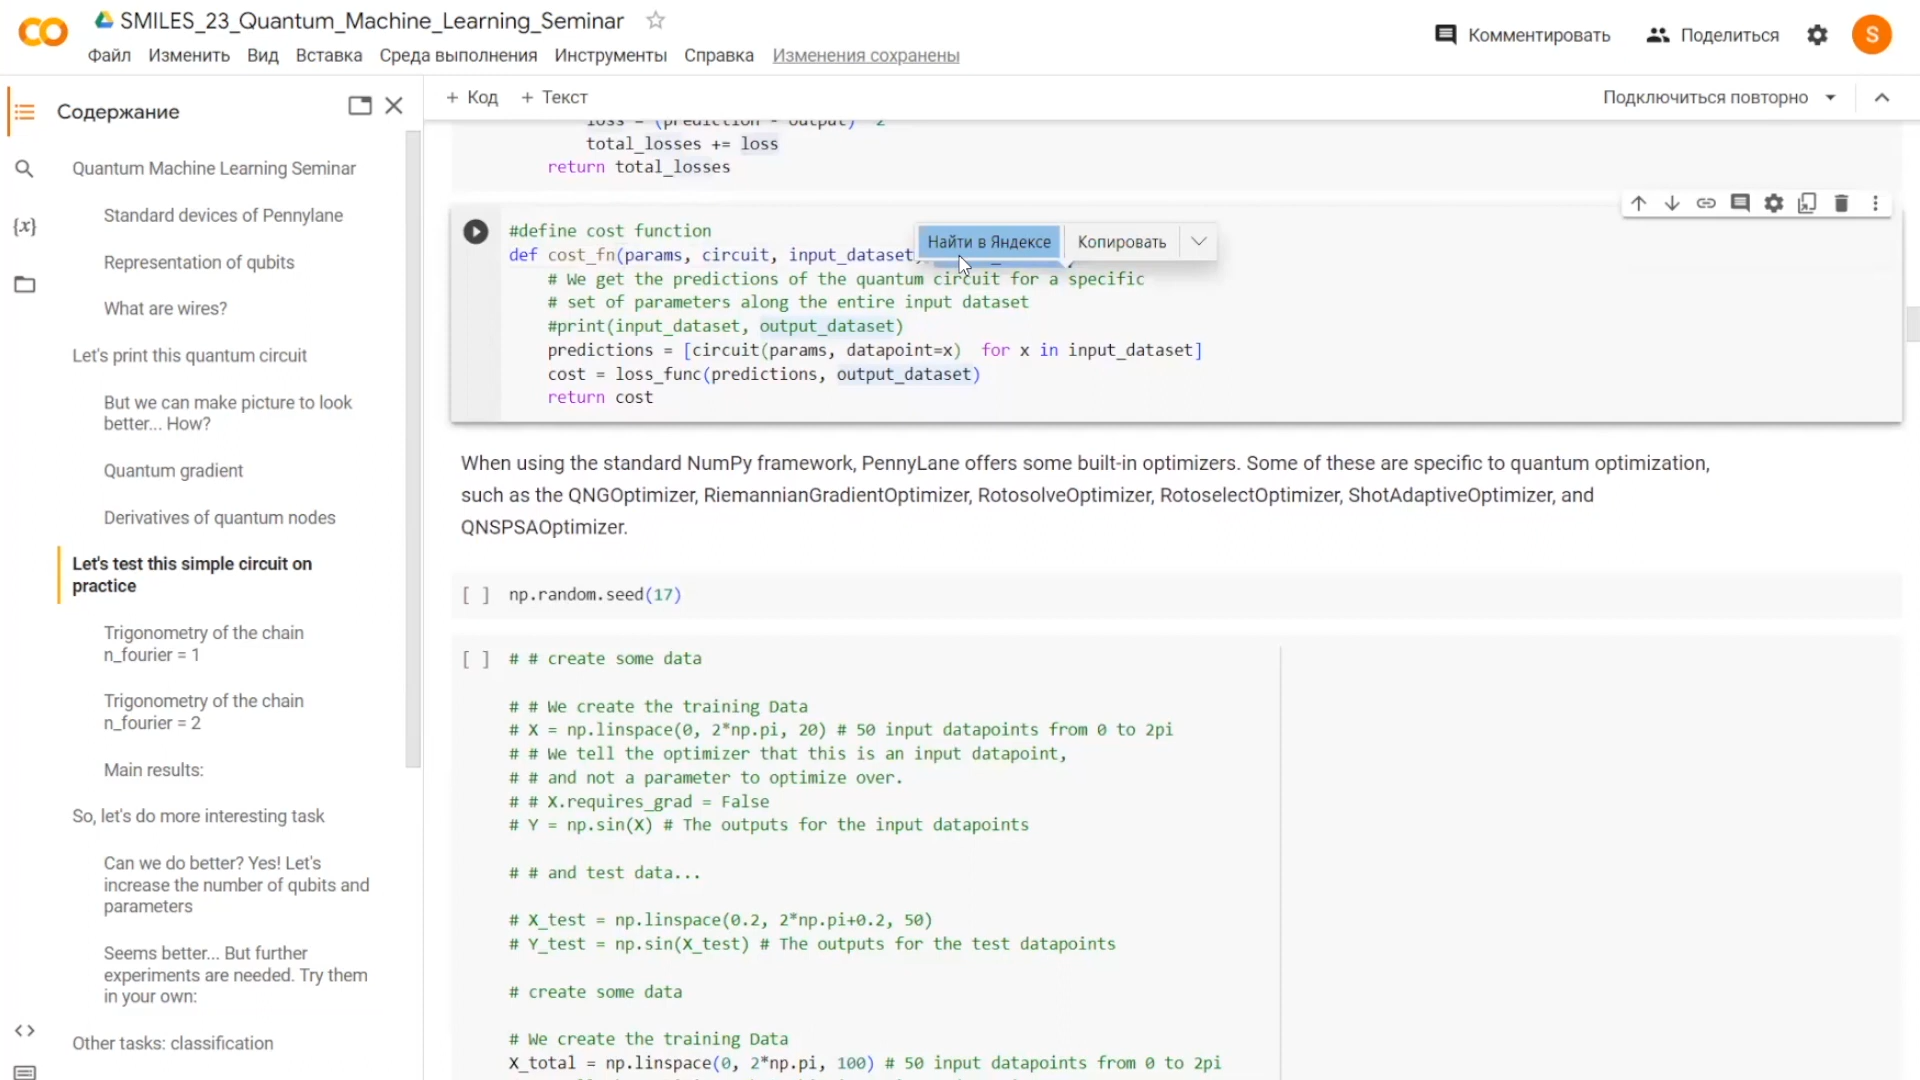 SMILES_23_Quantum_Machine_Learning_Seminar
Файл Изменить Вид Вставка Среда выполнения Инструменты Справка Изменения сохранены
Комментировать Поделиться S
Содержание
Quantum Machine Learning Seminar
Standard devices of Pennylane
Representation of qubits
What are wires?
Let's print this quantum circuit
But we can make picture to look
better... How?
Quantum gradient
Derivatives of quantum nodes
Let's test this simple circuit on
practice
Trigonometry of the chain
n_fourier = 1
Trigonometry of the chain
n_fourier = 2
Main results:
So, let's do more interesting task
Can we do better? Yes! Let's
increase the number of qubits and
parameters
Seems better... But further
experiments are needed. Try them
in your own:
Other tasks: classification
+ Код + Текст
Подключиться повторно
loss = (prediction - output) 2
total_losses += loss
return total_losses
#define cost function
def cost_fn(params, circuit, input_dataset,
Найти в Яндексе Копировать
# We get the predictions of the quantum circuit for a specific
# set of parameters along the entire input dataset
#print(input_dataset, output_dataset)
predictions = [circuit(params, datapoint=x) for x in input_dataset]
cost = loss_func(predictions, output_dataset)
return cost
When using the standard NumPy framework, PennyLane offers some built-in optimizers. Some of these are specific to quantum optimization,
such as the QNGOptimizer, RiemannianGradientOptimizer, RotosolveOptimizer, RotoselectOptimizer, ShotAdaptiveOptimizer, and
QNSPSAOptimizer.
[ ] np.random.seed(17)
[ ] # # create some data
# # We create the training Data
# X = np.linspace(0, 2*np.pi, 20) # 50 input datapoints from 0 to 2pi
# # We tell the optimizer that this is an input datapoint,
# # and not a parameter to optimize over.
# # X.requires_grad = False
# Y = np.sin(X) # The outputs for the input datapoints
# # and test data...
# X_test = np.linspace(0.2, 2*np.pi+0.2, 50)
# Y_test = np.sin(X_test) # The outputs for the test datapoints
# create some data
# We create the training Data
X_total = np.linspace(0, 2*np.pi, 100) # 50 input datapoints from 0 to 2pi